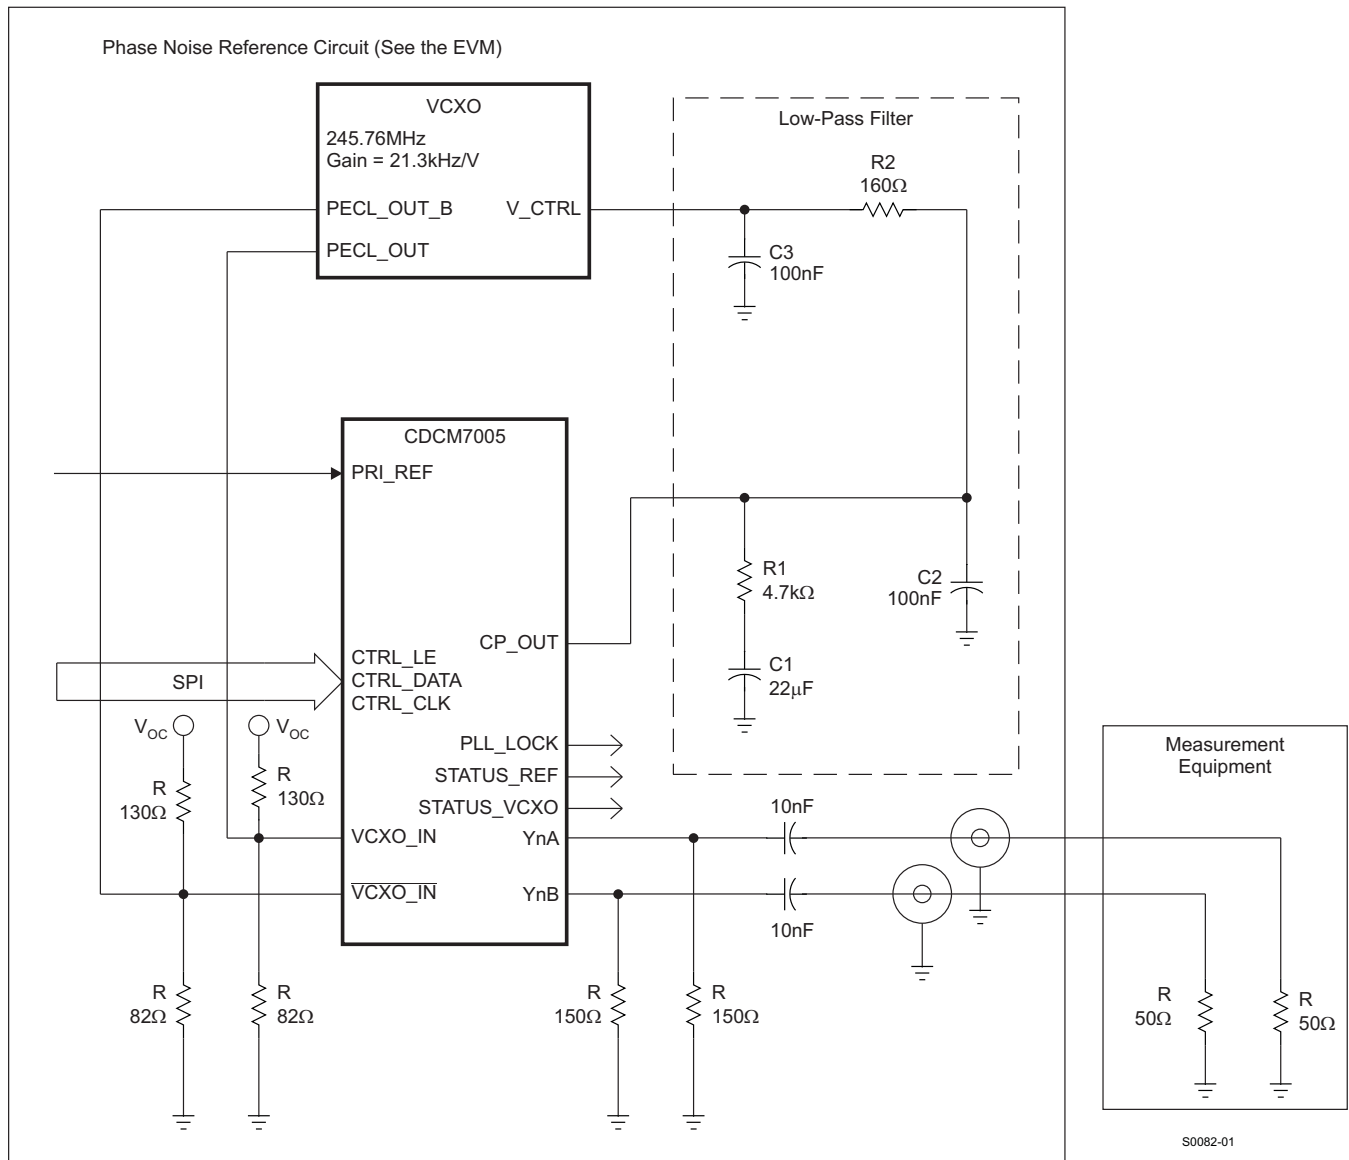 Phase Noise Reference Circuit (See the EVM)
VCXO
245.76MHz
Gain = 21.3kHz/V
PECL_OUT_B
V_CTRL
PECL_OUT
Low-Pass Filter
R2
160Ω
C3
100nF
CDCM7005
PRI_REF
R1
4.7kΩ
C2
100nF
CP_OUT
C1
22μF
SPI
CTRL_LE
CTRL_DATA
CTRL_CLK
VOC
VOC
R
130Ω
R
130Ω
PLL_LOCK
STATUS_REF
STATUS_VCXO
VCXO_IN
YnA
VCXO_IN
YnB
10nF
10nF
Measurement
Equipment
R
82Ω
R
82Ω
R
150Ω
R
150Ω
R
50Ω
R
50Ω
S0082-01